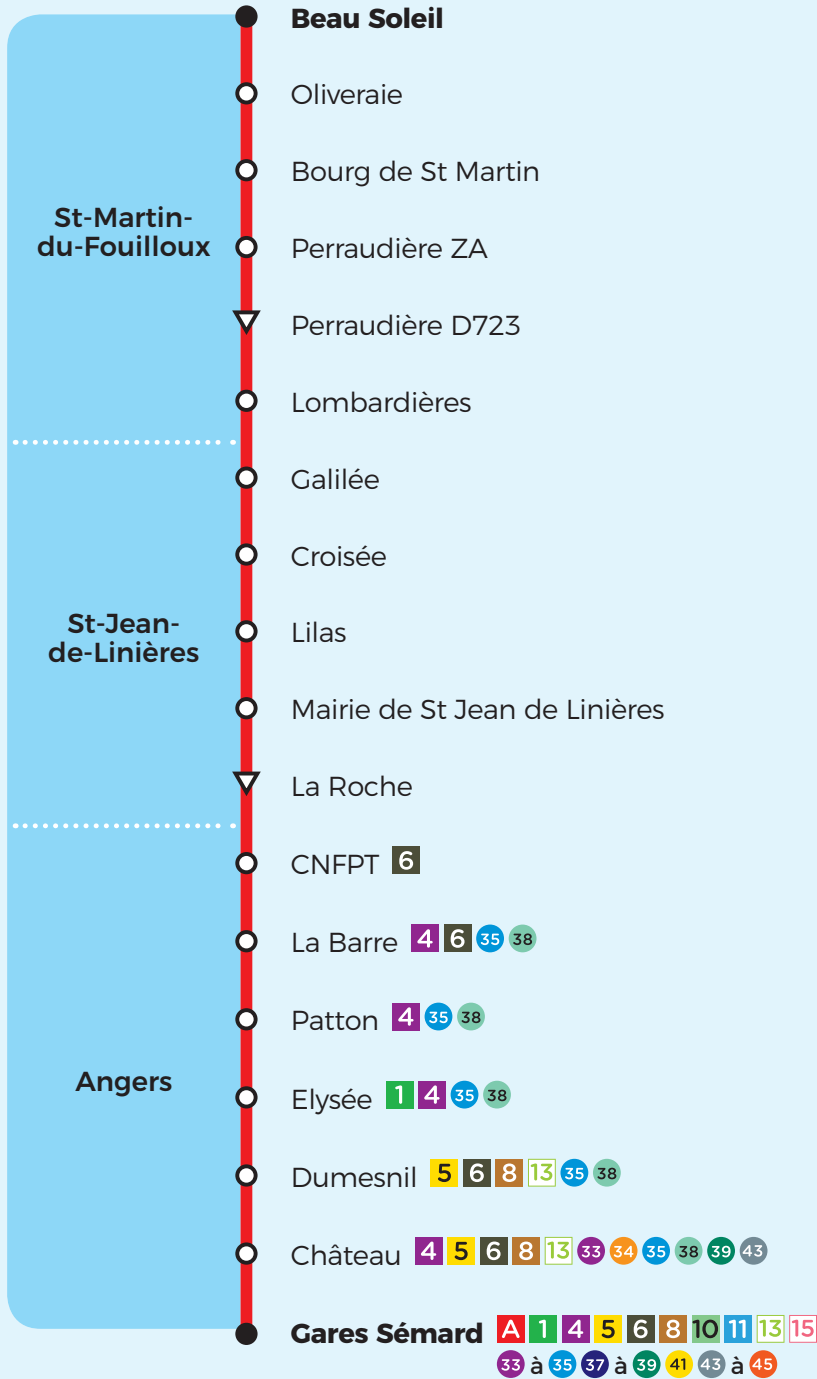 Beau Soleil
Oliveraie
Bourg de St Martin
St-Martin-
du-Fouilloux
Perraudière ZA
Perraudière D723
Lombardières
Galilée
Croisée
St-Jean-
de-Linières
Lilas
Mairie de St Jean de Linières
La Roche
CNFPT 6
La Barre 4 6 35 38
Patton 4 35 38
Angers
Elysée 1 4 35 38
Dumesnil 5 6 8 13 35 38
Château 4 5 6 8 13 33 34 35 38 39 43
Gares Sémard A 1 4 5 6 8 10 11 13 15
33 à 35 37 à 39 41 43 à 45